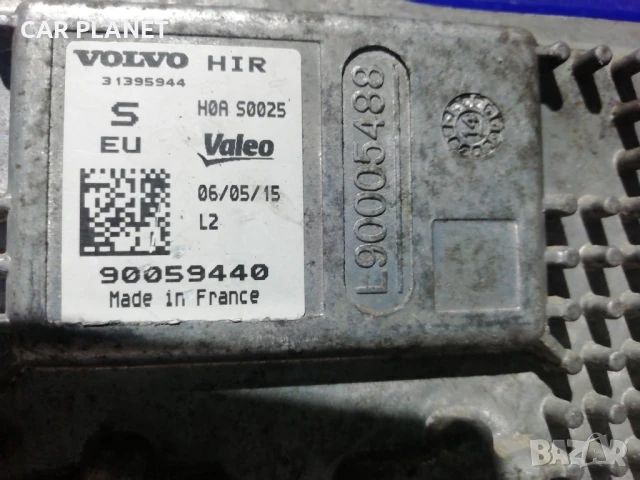 CAR PLANET
VOLVO HIR
31395944
S H0A S0025
EU Valeo
06/05/15
L2
90059440
Made in France
L90005488
14
BAZAR